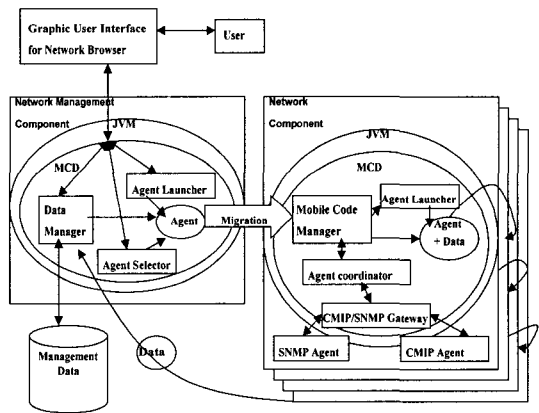 Graphic User Interface
for Network Browser
User
Network Management
Component
JVM
MCD
Agent Launcher
Data
Manager
Agent
Agent Selector
Migration
Management
Data
Data
Network
Component
JVM
MCD
Agent Launcher
Mobile Code
Manager
Agent
+ Data
Agent coordinator
CMIP/SNMP Gateway
SNMP Agent
CMIP Agent